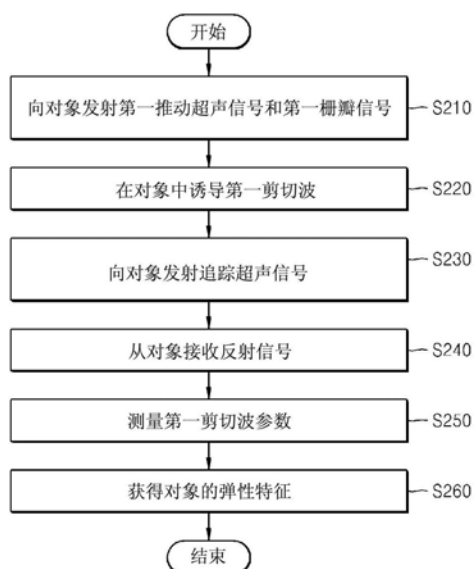 开始
向对象发射第一推动超声信号和第一栅瓣信号
S210
在对象中诱导第一剪切波
S220
向对象发射追踪超声信号
S230
从对象接收反射信号
S240
测量第一剪切波参数
S250
获得对象的弹性特征
S260
结束